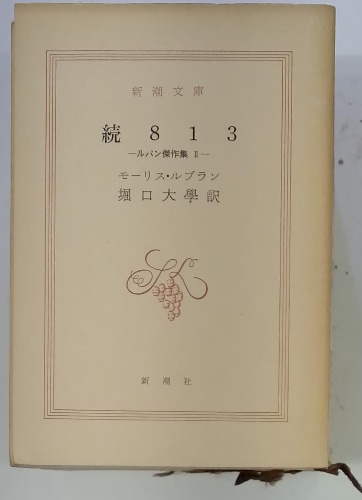 新潮文庫
続 8 1 3
―ルパン傑作集 Ⅱ―
モーリス・ルブラン
堀口大學訳
新潮社